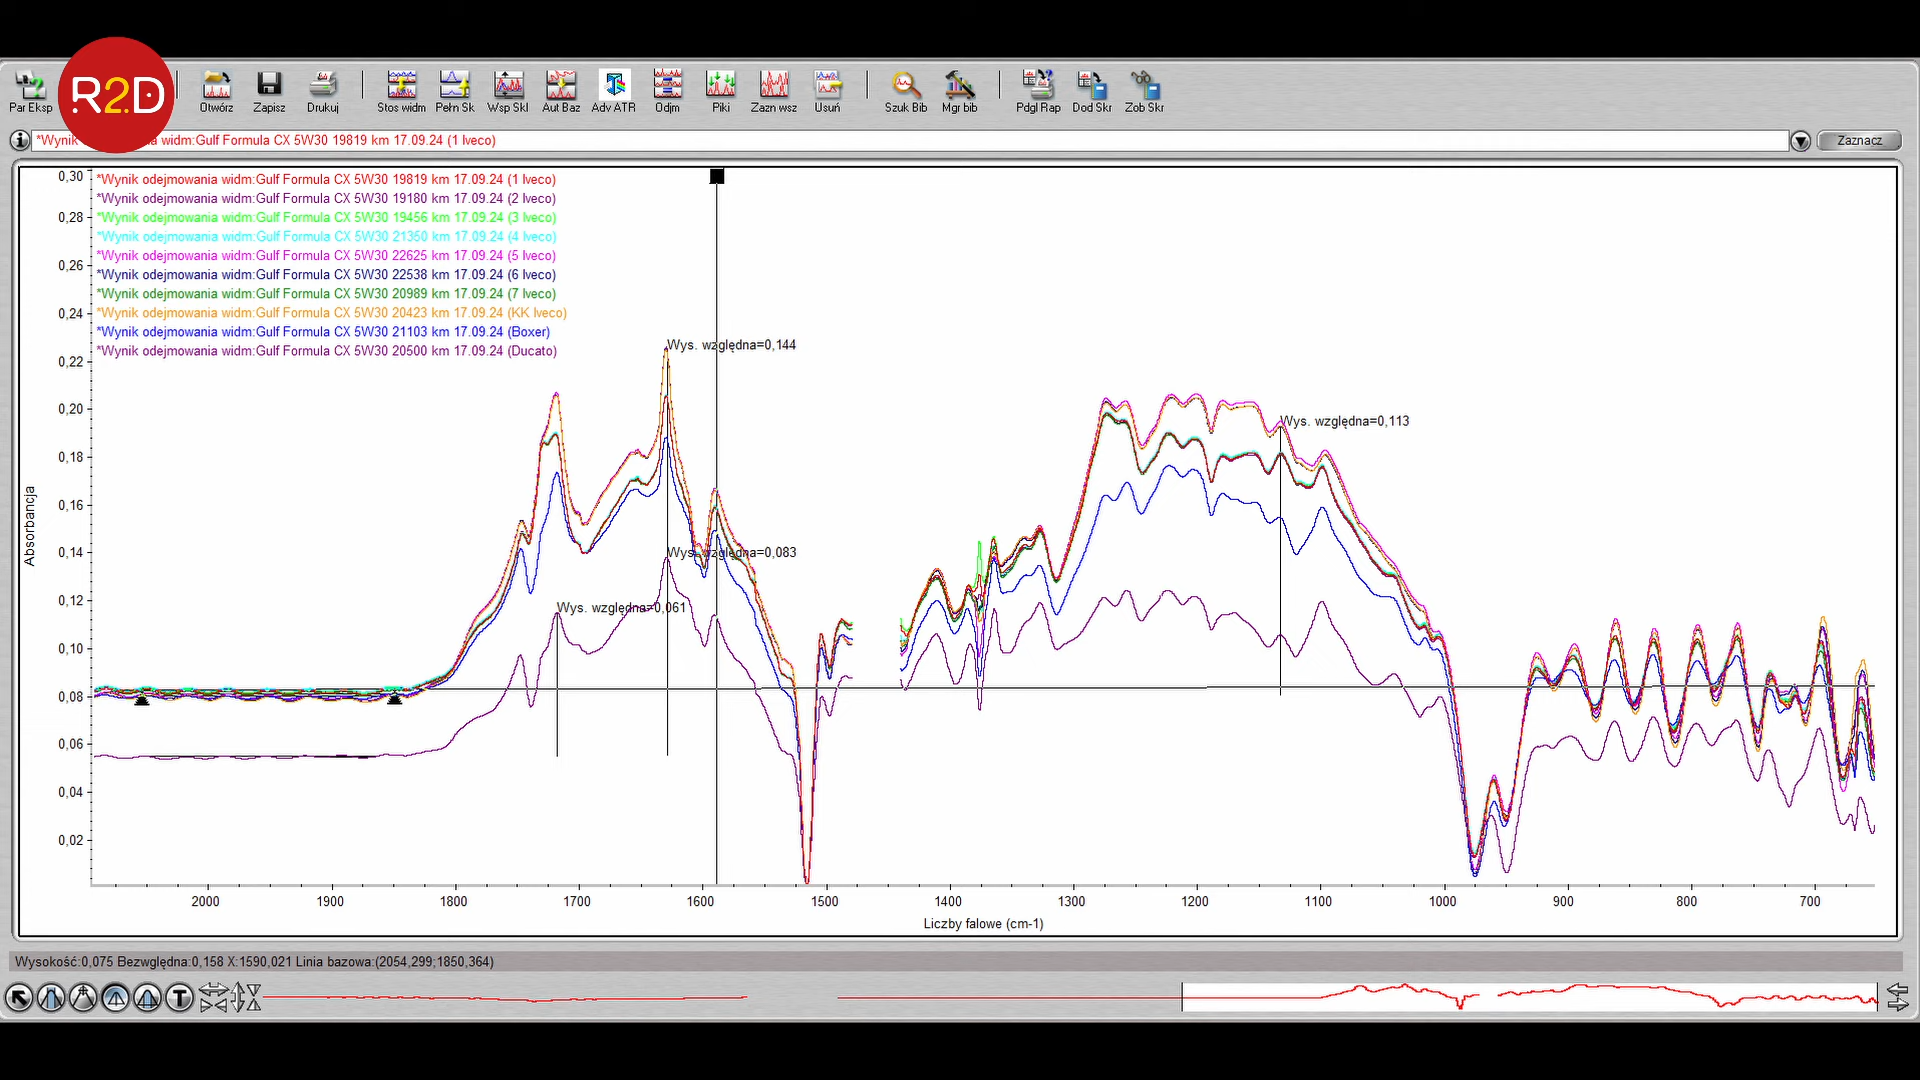 R2D
Par Eksp Otwórz Zapisz Drukuj Stos widm Pełn Sk Wsp Skl Aut Baz Adv ATR Odjm Piki Zazn wsz Usuń Szuk Bib Mgr bib Pdgl Rap Dod Skr Zob Skr
*Wynik a widm:Gulf Formula CX 5W30 19819 km 17.09.24 (1 Iveco) Zaznacz
*Wynik odejmowania widm:Gulf Formula CX 5W30 19819 km 17.09.24 (1 Iveco)
*Wynik odejmowania widm:Gulf Formula CX 5W30 19180 km 17.09.24 (2 Iveco)
*Wynik odejmowania widm:Gulf Formula CX 5W30 19456 km 17.09.24 (3 Iveco)
*Wynik odejmowania widm:Gulf Formula CX 5W30 21350 km 17.09.24 (4 Iveco)
*Wynik odejmowania widm:Gulf Formula CX 5W30 22625 km 17.09.24 (5 Iveco)
*Wynik odejmowania widm:Gulf Formula CX 5W30 22538 km 17.09.24 (6 Iveco)
*Wynik odejmowania widm:Gulf Formula CX 5W30 20989 km 17.09.24 (7 Iveco)
*Wynik odejmowania widm:Gulf Formula CX 5W30 20423 km 17.09.24 (KK Iveco)
*Wynik odejmowania widm:Gulf Formula CX 5W30 21103 km 17.09.24 (Boxer)
*Wynik odejmowania widm:Gulf Formula CX 5W30 20500 km 17.09.24 (Ducato)
0,30
0,28
0,26
0,24
0,22
0,20
0,18
0,16
0,14
0,12
0,10
0,08
0,06
0,04
0,02
Absorbancja
Wys. względna=0,144
Wys. względna=0,113
Wys. względna=0,083
Wys. względna=0,061
2000 1900 1800 1700 1600 1500 1400 1300 1200 1100 1000 900 800 700
Liczby falowe (cm-1)
Wysokość:0,075 Bezwględna:0,158 X:1590,021 Linia bazowa:(2054,299;1850,364)
T